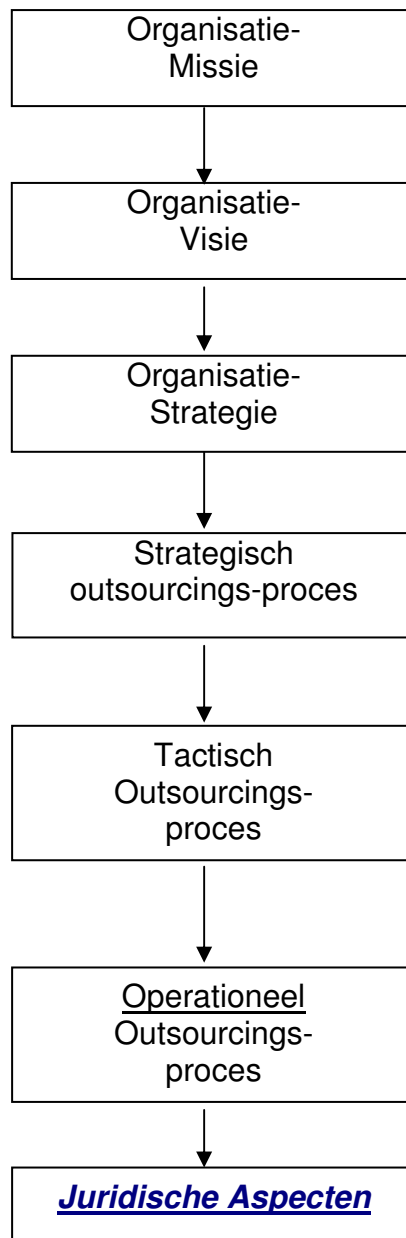 Organisatie-
Missie
Organisatie-
Visie
Organisatie-
Strategie
Strategisch
outsourcings-proces
Tactisch
Outsourcings-
proces
Operationeel
Outsourcings-
proces
Juridische Aspecten